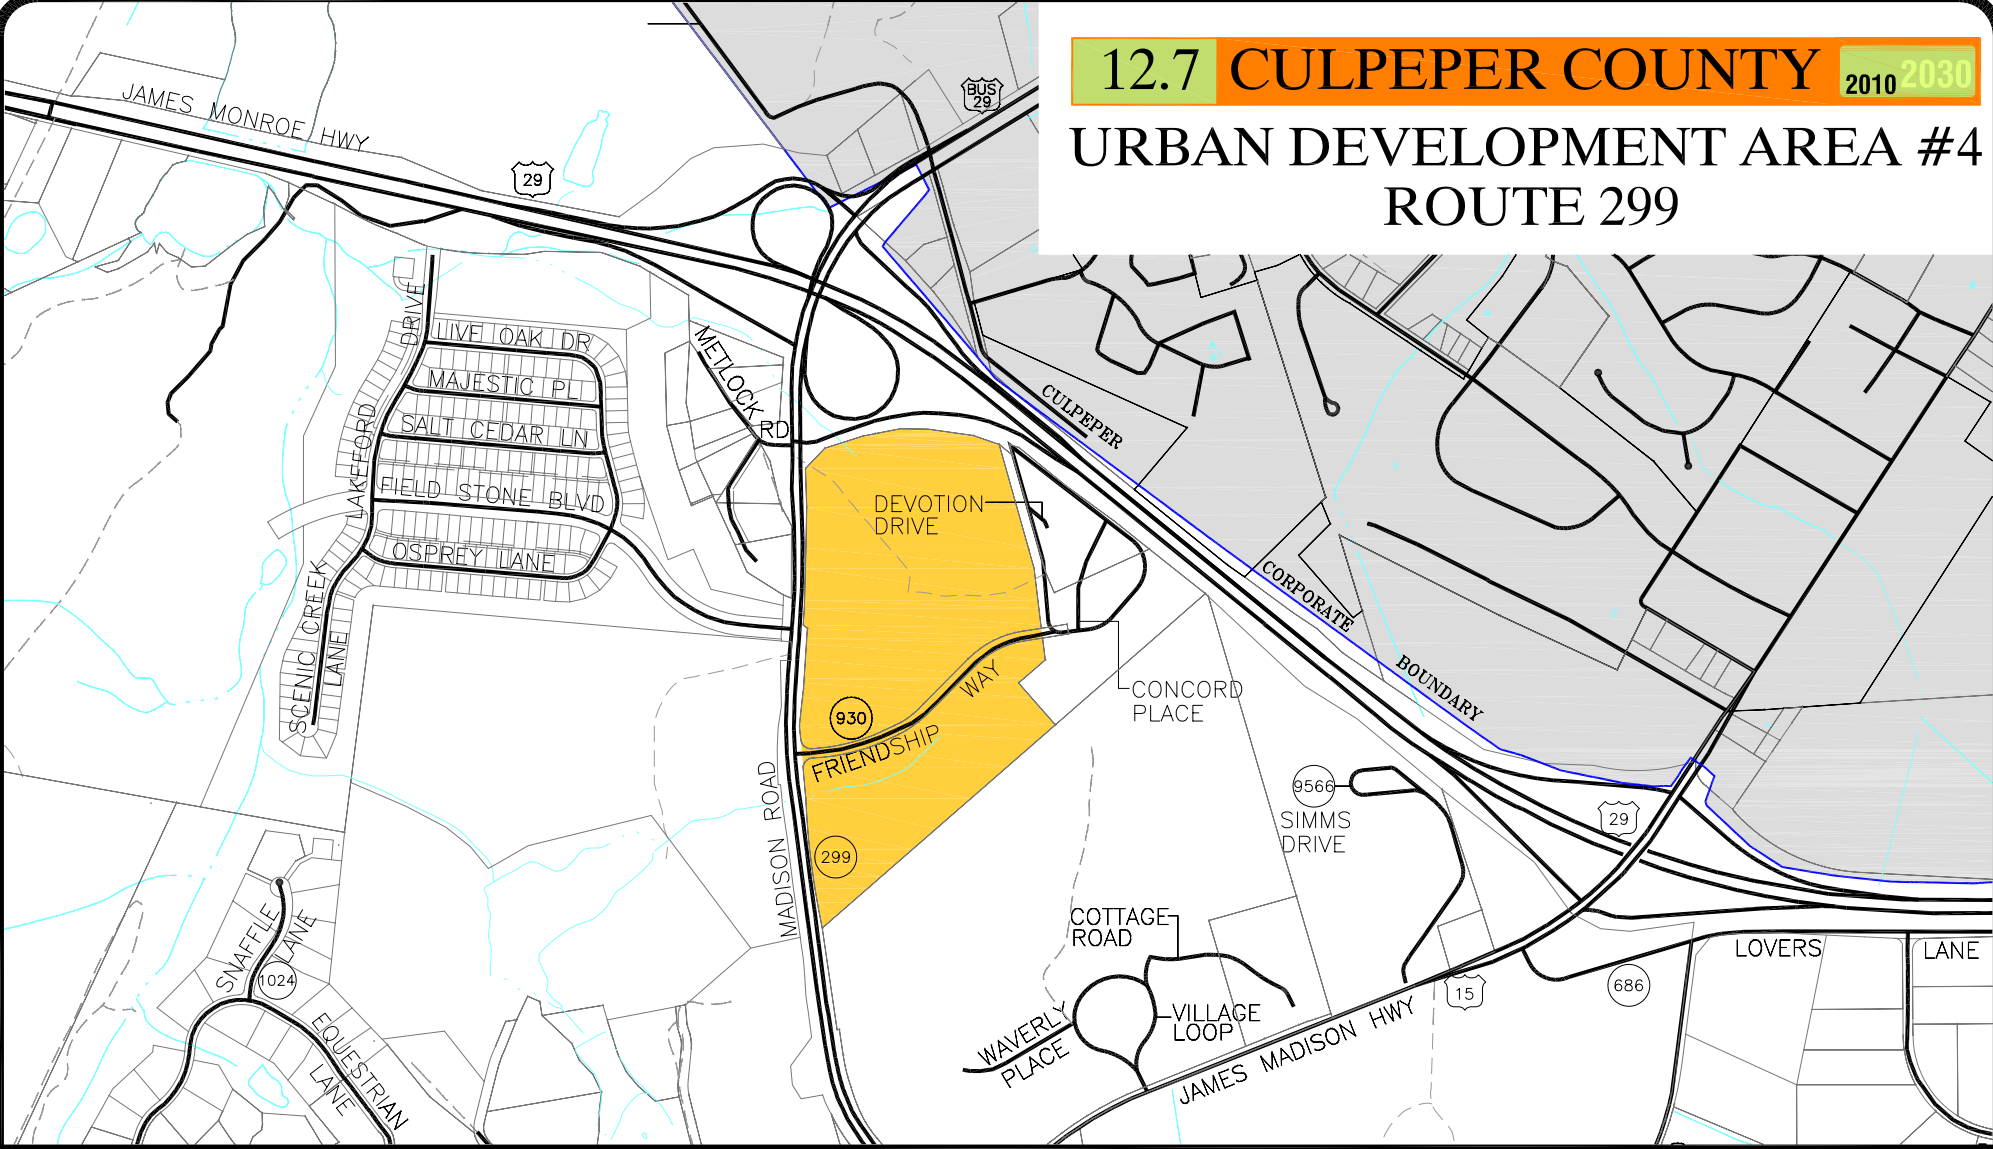 12.7 CULPEPER COUNTY 2010 2030
URBAN DEVELOPMENT AREA #4
ROUTE 299
BUS
29
JAMES MONROE HWY
29
LAKEFORD DRIVE
LIVE OAK DR
MAJESTIC PL
SALT CEDAR LN
FIELD STONE BLVD
OSPREY LANE
METLOCK RD
CULPEPER CORPORATE BOUNDARY
DEVOTION
DRIVE
SCENIC CREEK
LANE
CONCORD
PLACE
930
FRIENDSHIP WAY
MADISON ROAD
299
9566
SIMMS
DRIVE
29
SNAFFLE
LANE
1024
EQUESTRIAN
LANE
COTTAGE
ROAD
VILLAGE
LOOP
WAVERLY
PLACE
JAMES MADISON HWY
15
686
LOVERS LANE